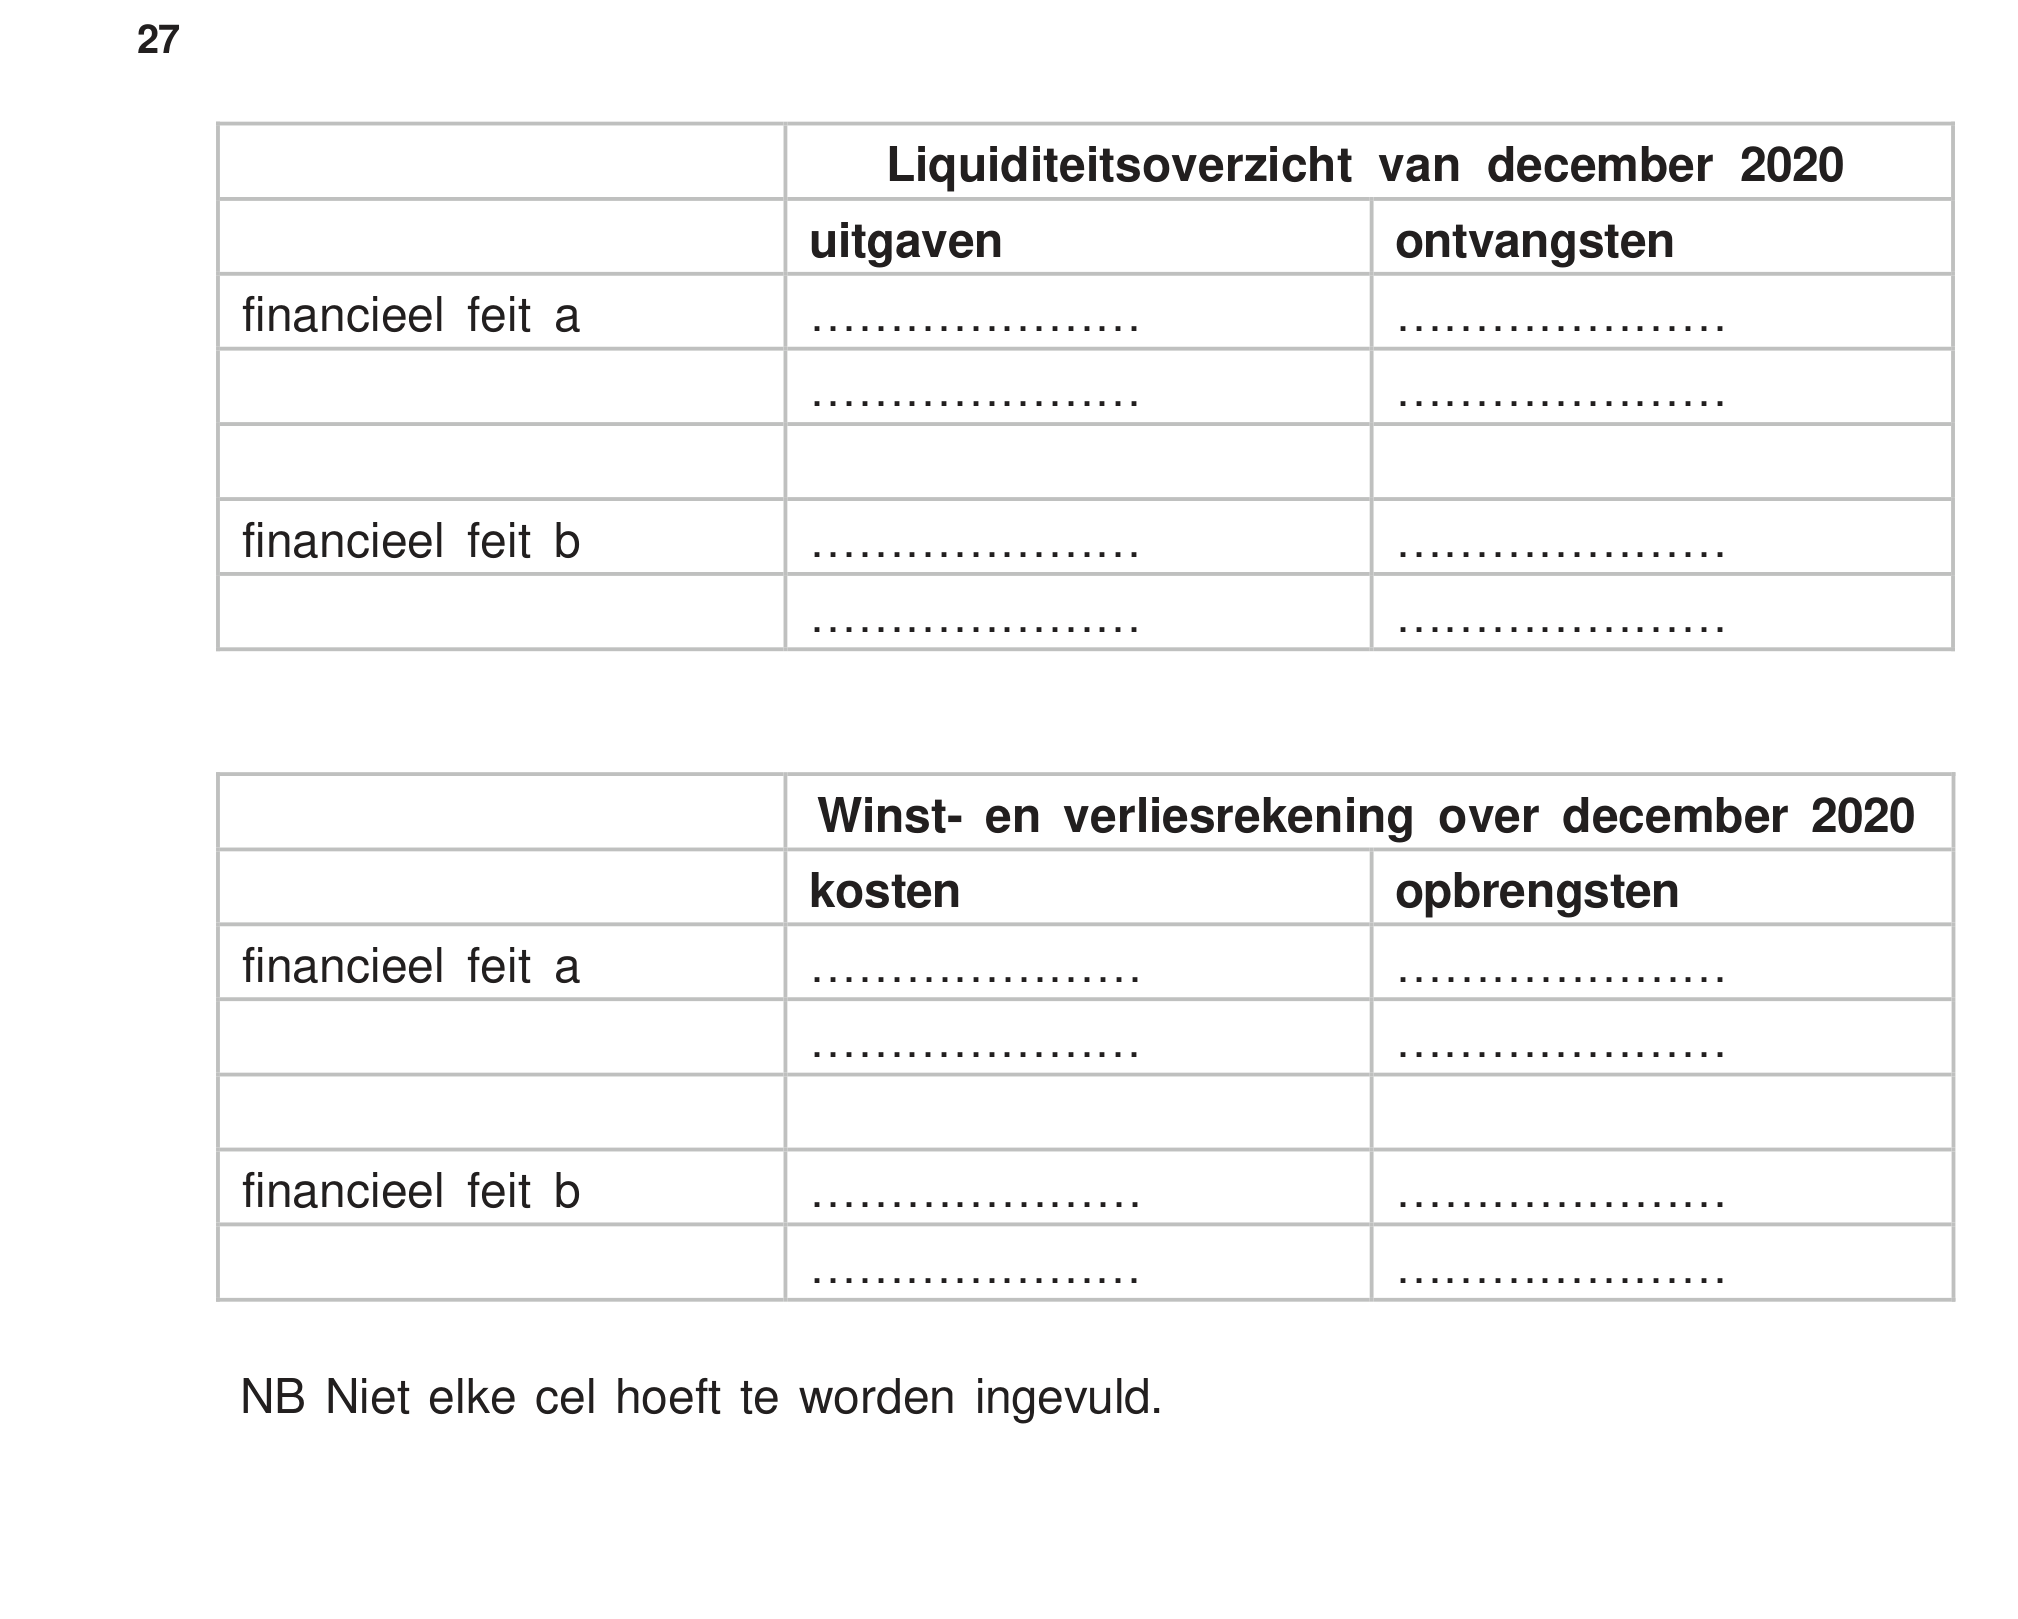 27
Liquiditeitsoverzicht van december 2020
uitgaven ontvangsten
financieel feit a ..................... .....................
..................... .....................
financieel feit b ..................... .....................
..................... .....................
Winst- en verliesrekening over december 2020
kosten opbrengsten
financieel feit a ..................... .....................
..................... .....................
financieel feit b ..................... .....................
..................... .....................
NB Niet elke cel hoeft te worden ingevuld.